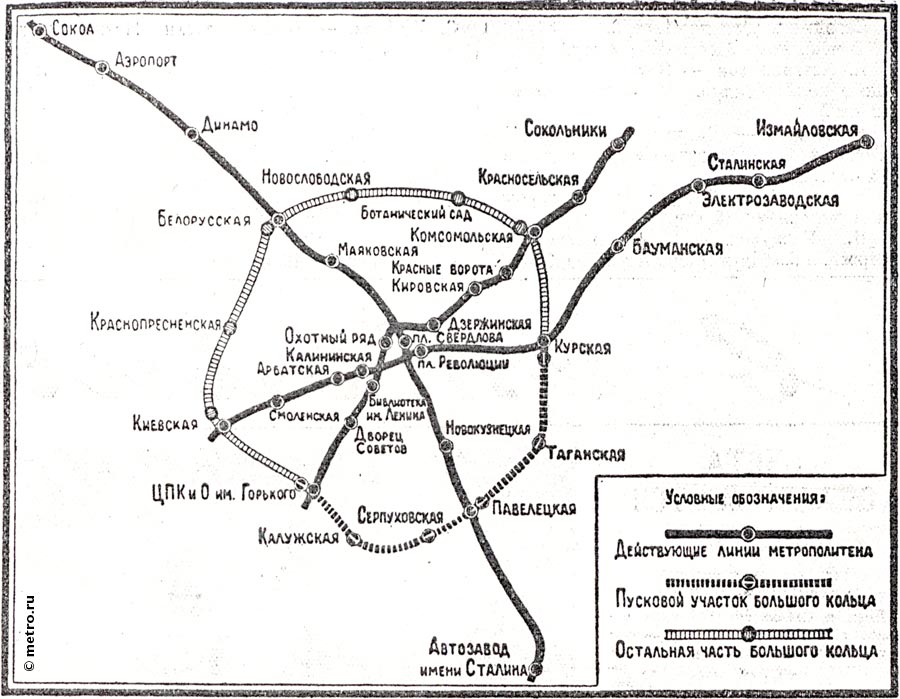 Сокол
Аэропорт
Динамо
Сокольники
Измайловская
Сталинская
Красносельская
Новослободская
Электрозаводская
Ботанический сад
Белорусская
Комсомольская
Бауманская
Маяковская
Красные ворота
Кировская
Краснопресненская
Дзержинская
Охотный ряд
пл. Свердлова
Курская
Калининская
пл. Революции
Арбатская
Смоленская
Библиотека
им. Ленина
Киевская
Новокузнецкая
Дворец
Советов
Таганская
ЦПК и О им. Горького
Павелецкая
Серпуховская
Калужская
Автозавод
имени Сталина
Условные обозначения:
Действующие линии метрополитена
Пусковой участок большого кольца
Остальная часть большого кольца
© metro.ru